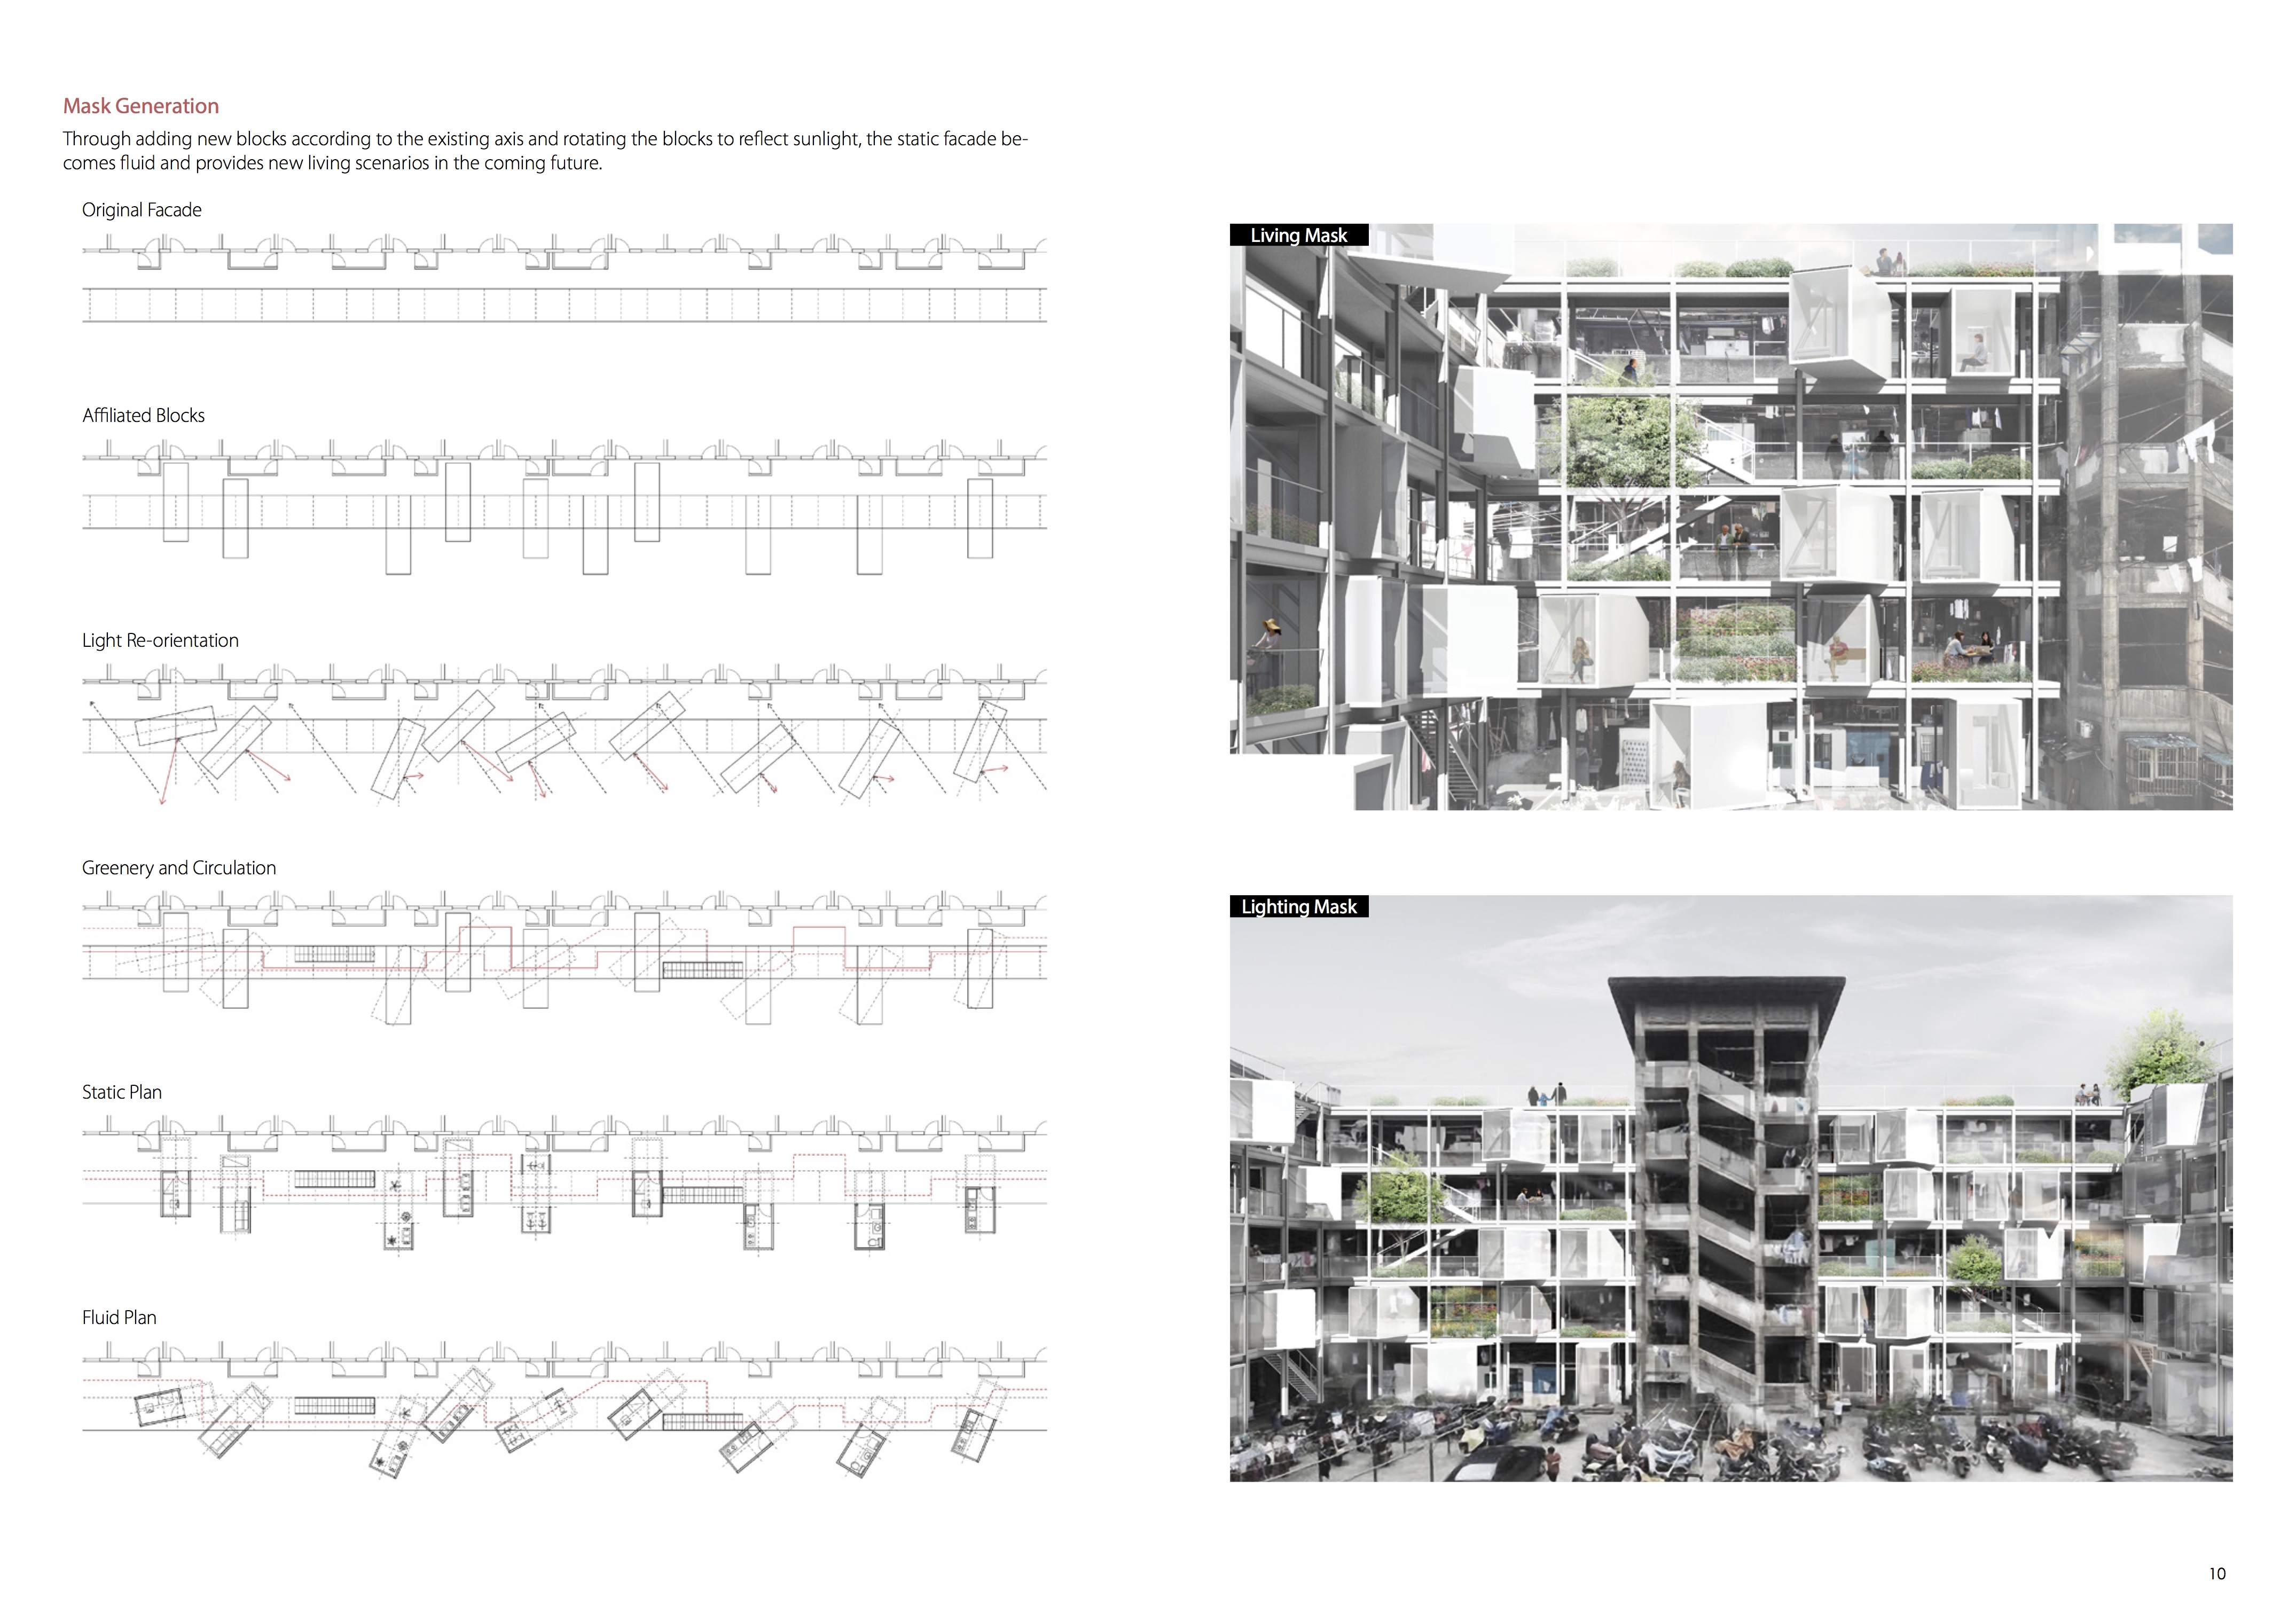 Mask Generation
Through adding new blocks according to the existing axis and rotating the blocks to reflect sunlight, the static facade be-
comes fluid and provides new living scenarios in the coming future.
Original Facade
Affiliated Blocks
Light Re-orientation
Greenery and Circulation
Static Plan
Fluid Plan
Living Mask
Lighting Mask
10